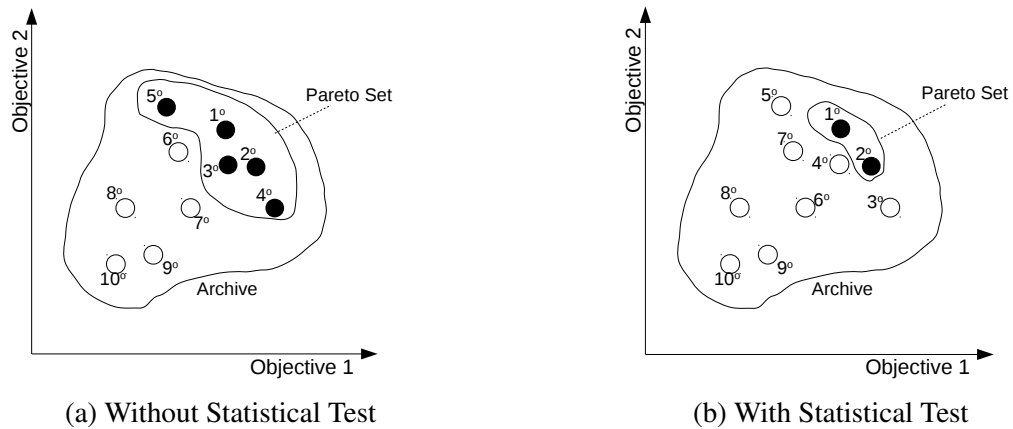 Objective 2
5º
1º
Pareto Set
6º
3º
2º
4º
8º
7º
10º
9º
Archive
Objective 1
(a) Without Statistical Test
Objective 2
5º
1º
Pareto Set
7º
4º
2º
8º
6º
3º
10º
9º
Archive
Objective 1
(b) With Statistical Test